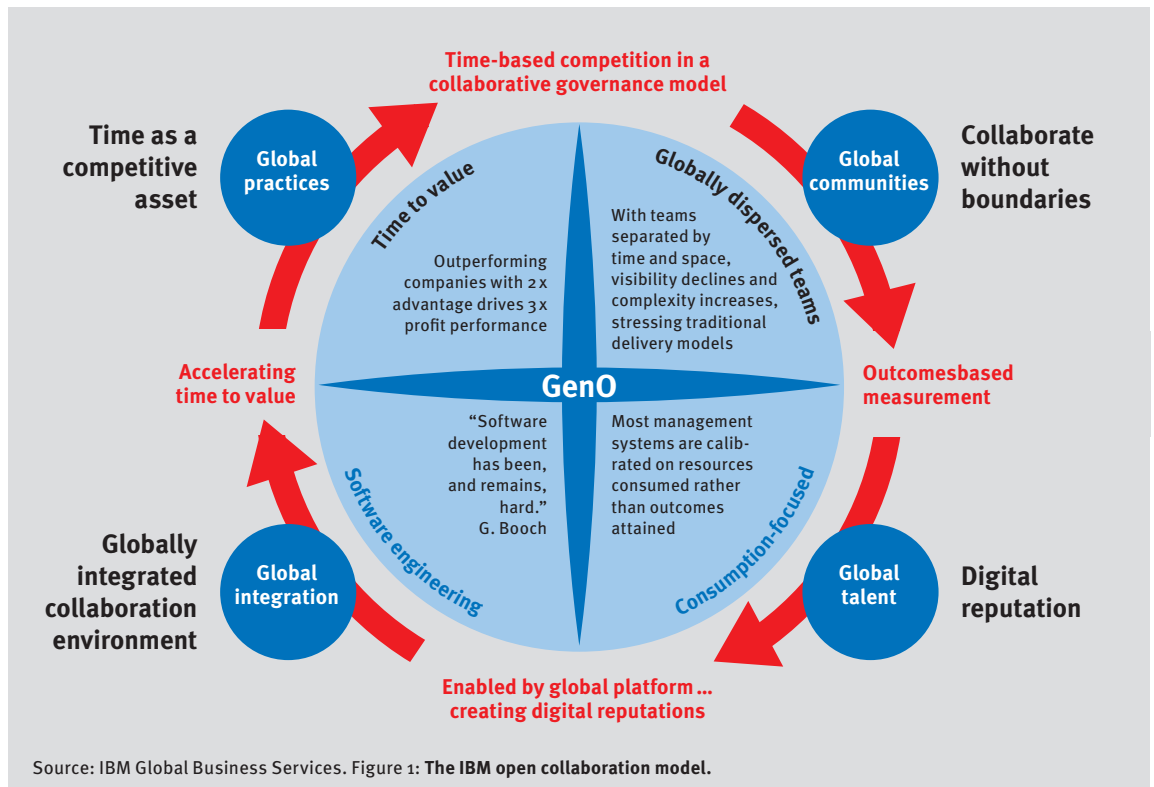 Time-based competition in a
collaborative governance model
Time as a
competitive
asset
Global
practices
Global
communities
Collaborate
without
boundaries
Time to value
Globally dispersed teams
Outperforming
companies with 2x
advantage drives 3x
profit performance
With teams
separated by
time and space,
visibility declines and
complexity increases,
stressing traditional
delivery models
Accelerating
time to value
GenO
Outcomesbased
measurement
“Software
development
has been,
and remains,
hard.”
G. Booch
Most management
systems are calib-
rated on resources
consumed rather
than outcomes
attained
Software engineering
Consumption-focused
Globally
integrated
collaboration
environment
Global
integration
Global
talent
Digital
reputation
Enabled by global platform ...
creating digital reputations
Source: IBM Global Business Services. Figure 1: The IBM open collaboration model.